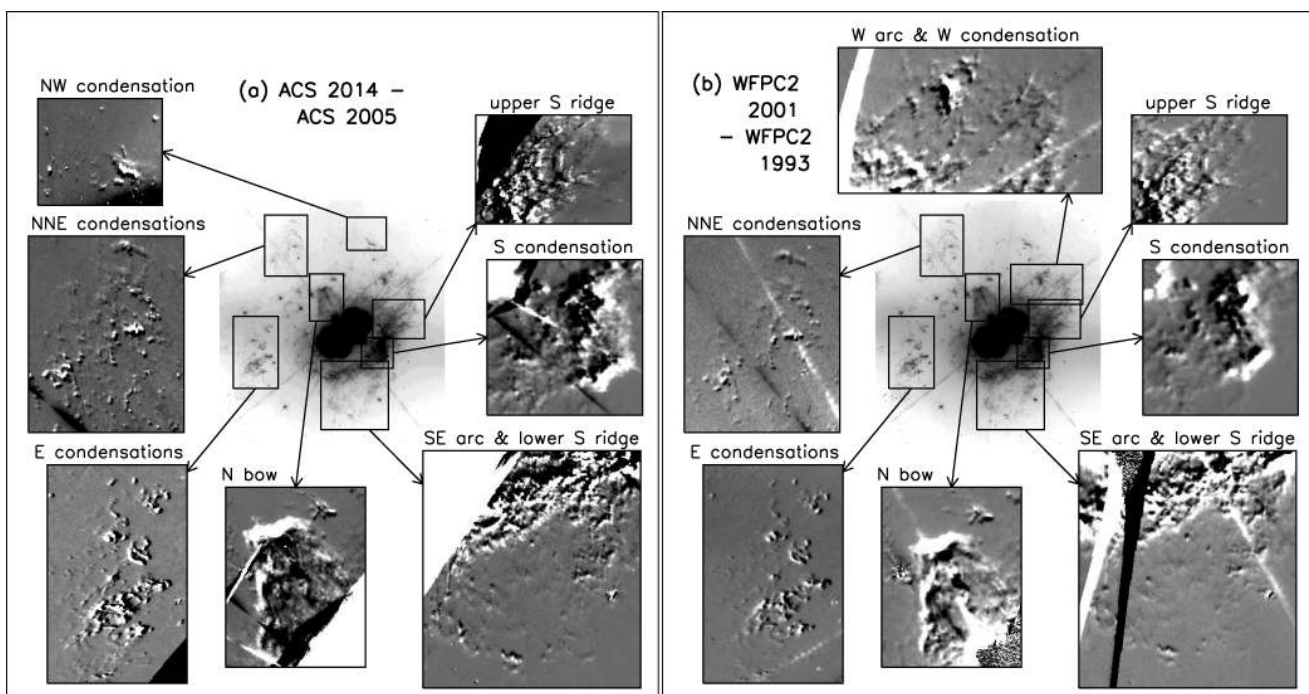 (a) ACS 2014 –
ACS 2005
NW condensation
upper S ridge
NNE condensations
S condensation
E condensations
N bow
SE arc & lower S ridge
W arc & W condensation
(b) WFPC2
2001
– WFPC2
1993
upper S ridge
NNE condensations
S condensation
E condensations
N bow
SE arc & lower S ridge